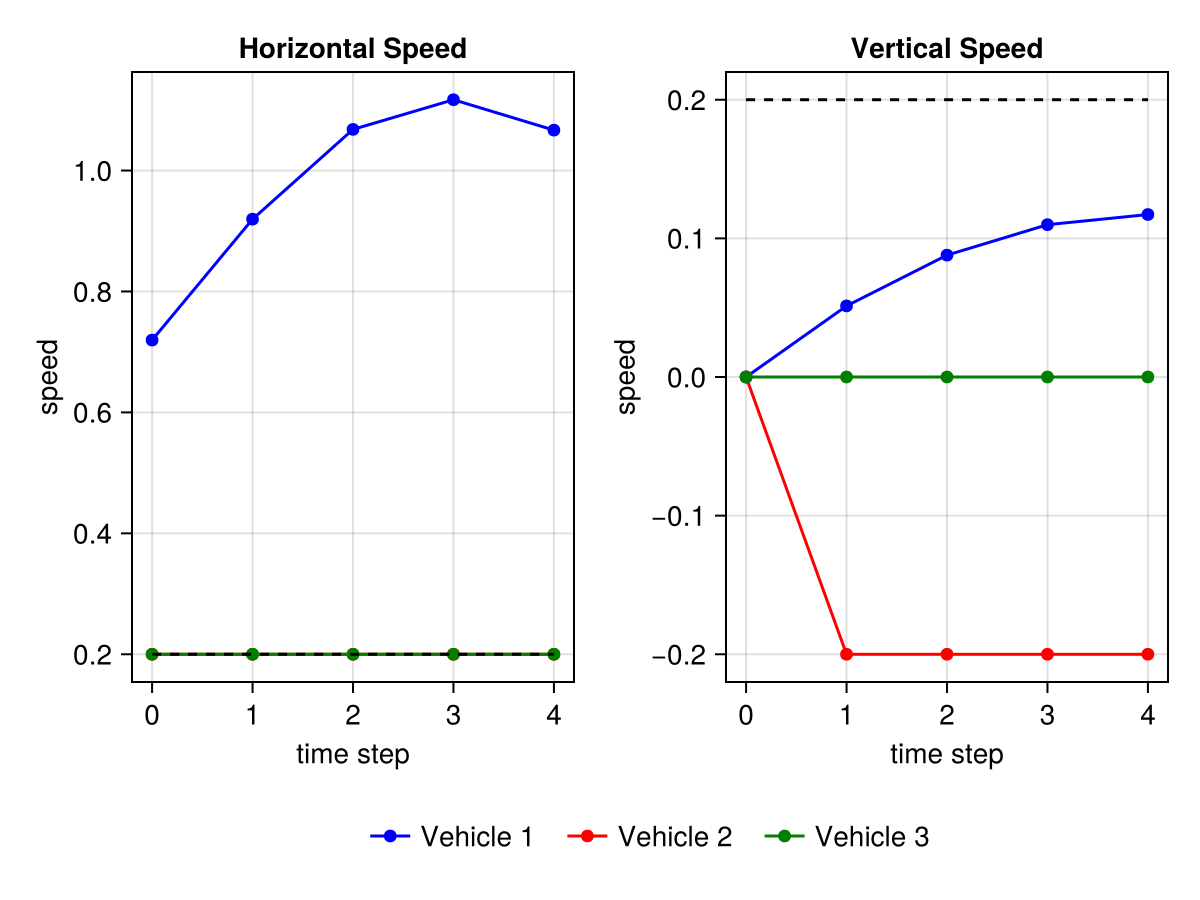 Horizontal Speed
speed
1.0
0.8
0.6
0.4
0.2
0 1 2 3 4
time step
Vertical Speed
speed
0.2
0.1
0.0
−0.1
−0.2
0 1 2 3 4
time step
Vehicle 1 Vehicle 2 Vehicle 3